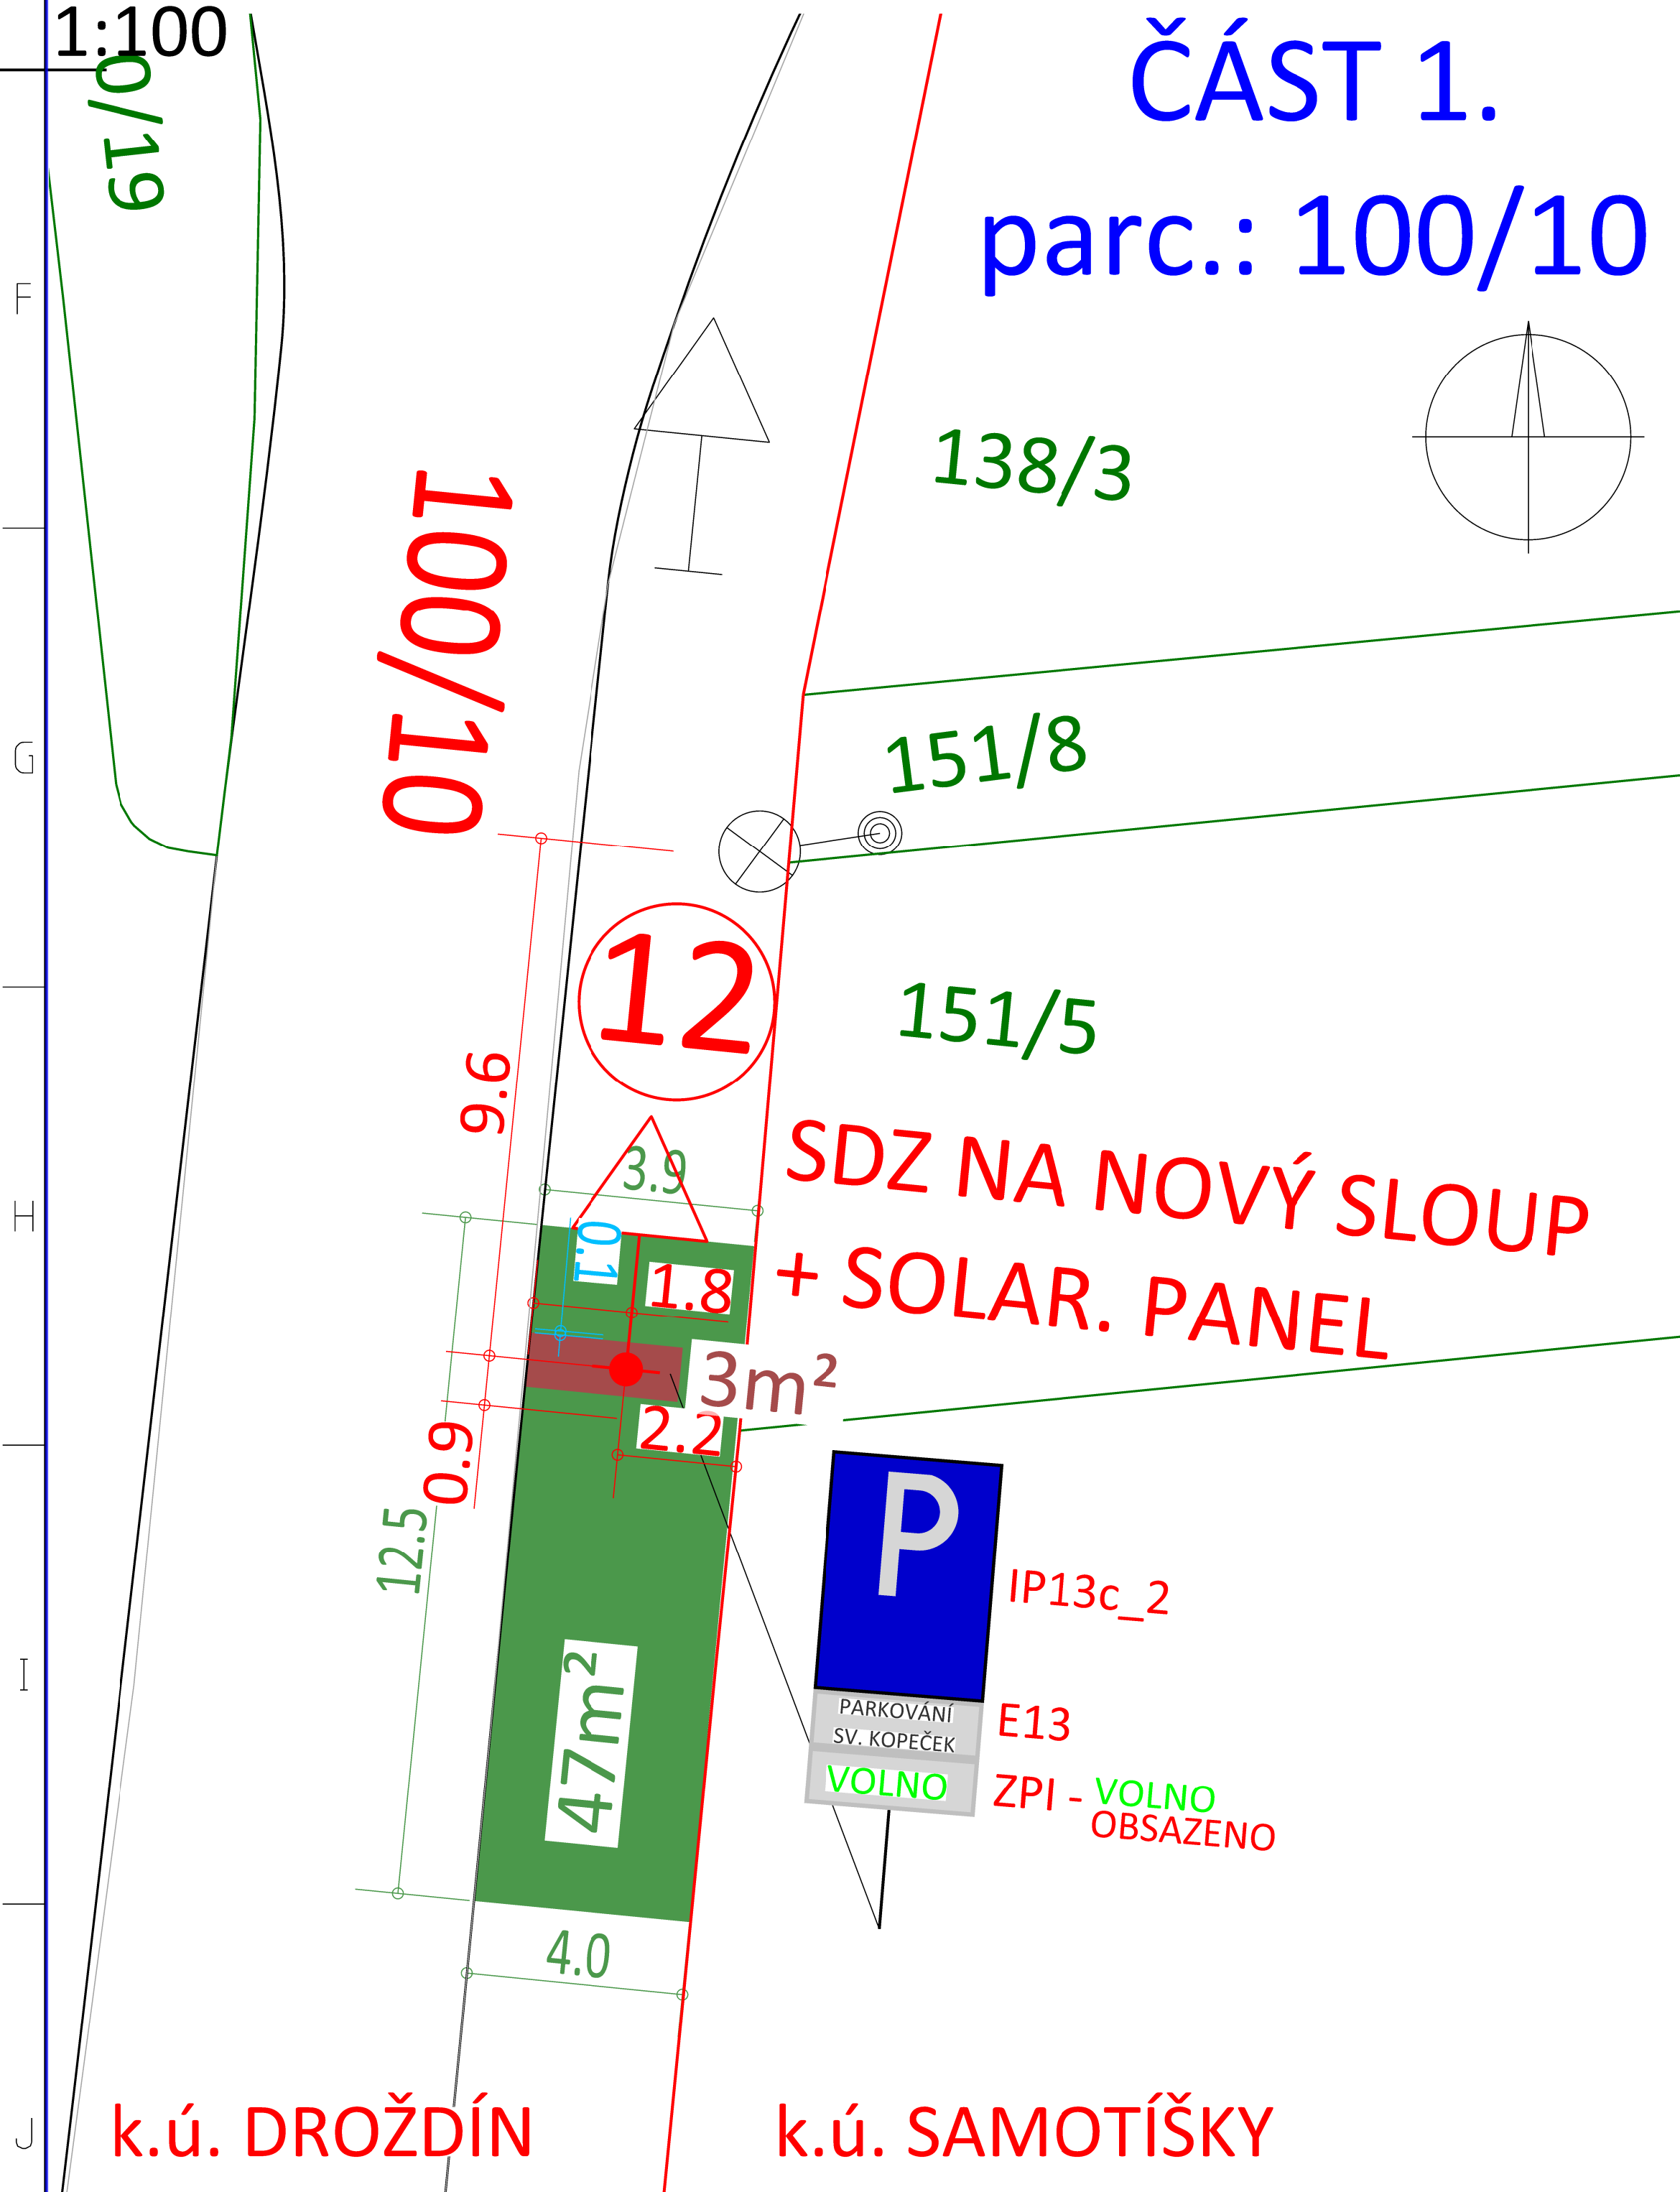 1:100
0/19
ČÁST 1.
parc.: 100/10
F
138/3
100/10
151/8
G
12
151/5
9.6
SDZ NA NOVÝ SLOUP
+ SOLAR. PANEL
3.9
H
1.0
1.8
3m²
2.2
0.9
12.5
P
IP13c_2
PARKOVÁNÍ
SV. KOPEČEK
E13
VOLNO
ZPI - VOLNO
OBSAZENO
I
47m²
4.0
J
k.ú. DROŽDÍN
k.ú. SAMOTÍŠKY